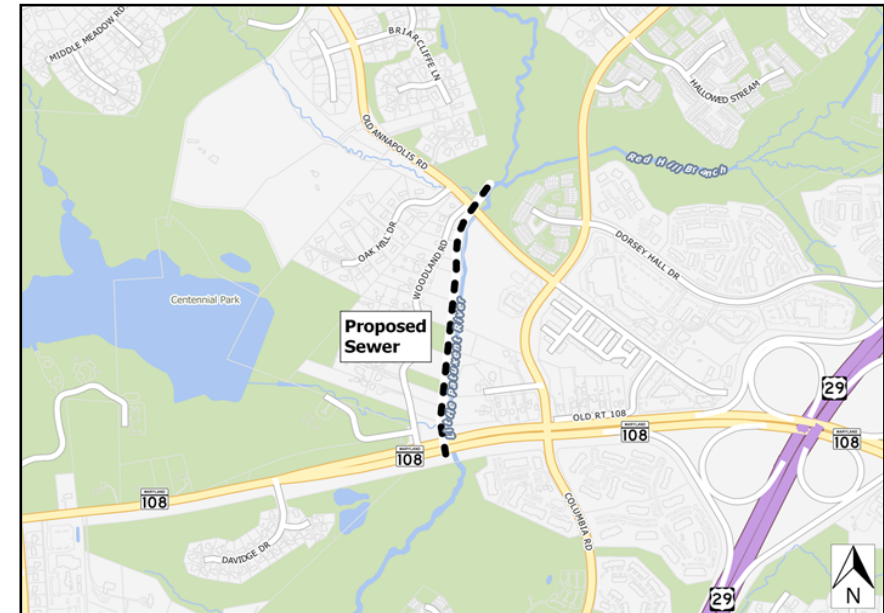 MIDDLE MEADOW RD
BRIARCLIFFE LN
HALLOWED STREAM
OLD ANNAPOLIS RD
Red Hill Branch
OAK HILL DR
WOODLAND RD
DORSEY HALL DR
Centennial Park
Proposed
Sewer
Little Patuxent River
29
OLD RT 108
MARYLAND
108
MARYLAND
108
MARYLAND
108
MARYLAND
108
COLUMBIA RD
DAVIDGE DR
29
N